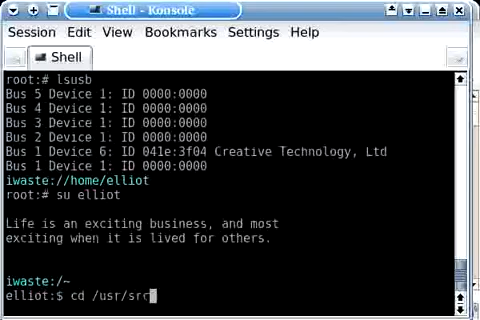 Shell - Konsole
Session Edit View Bookmarks Settings Help
Shell
root:# lsusb
Bus 5 Device 1: ID 0000:0000
Bus 4 Device 1: ID 0000:0000
Bus 3 Device 1: ID 0000:0000
Bus 2 Device 1: ID 0000:0000
Bus 1 Device 6: ID 041e:3f04 Creative Technology, Ltd
Bus 1 Device 1: ID 0000:0000
iwaste://home/elliot
root:# su elliot
Life is an exciting business, and most
exciting when it is lived for others.
iwaste:/~
elliot:$ cd /usr/src